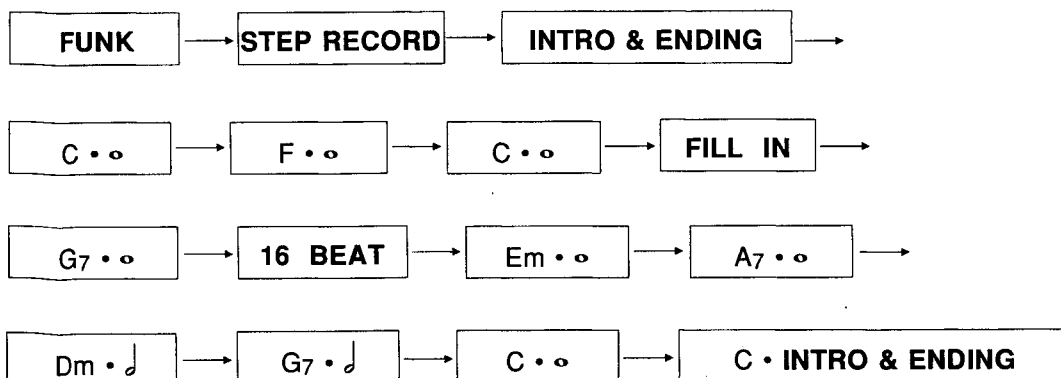 FUNK → STEP RECORD → INTRO & ENDING →
C • 𝅝 → F • 𝅝 → C • 𝅝 → FILL IN →
G7 • 𝅝 → 16 BEAT → Em • 𝅝 → A7 • 𝅝 →
Dm • 𝅗𝅥 → G7 • 𝅗𝅥 → C • 𝅝 → C • INTRO & ENDING